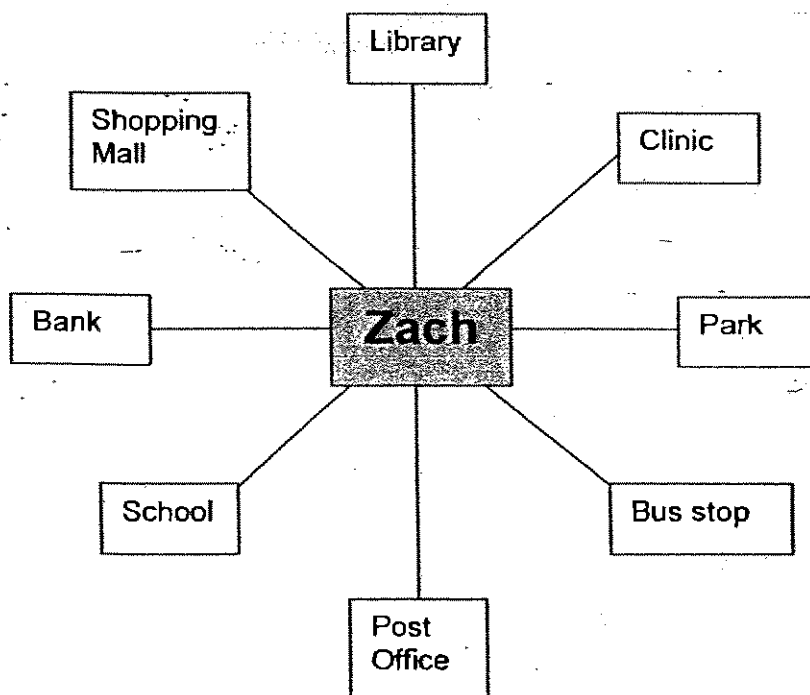 Library
Shopping
Mall
Clinic
Bank
Zach
Park
School
Bus stop
Post
Office